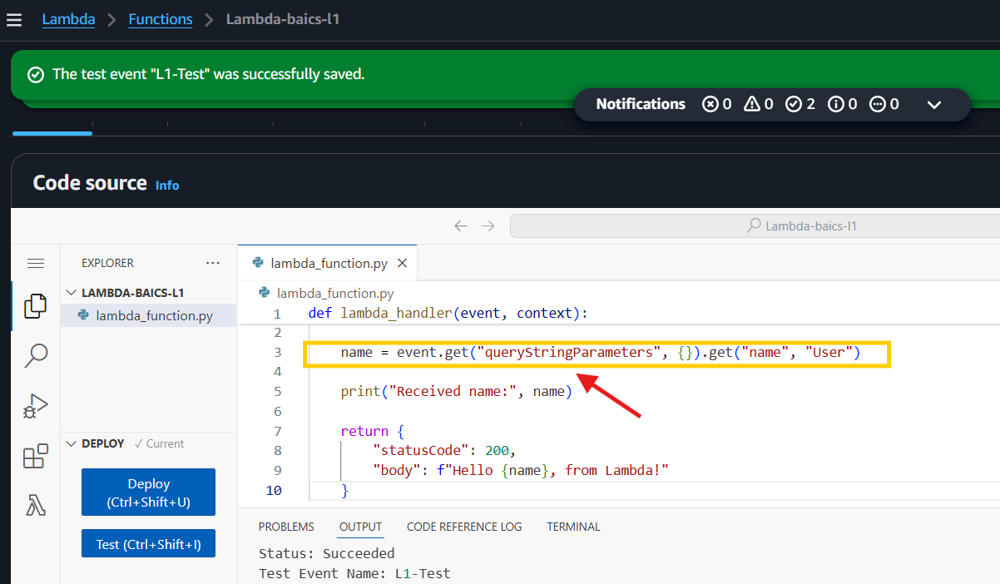 Lambda > Functions > Lambda-baics-l1
The test event "L1-Test" was successfully saved.
Notifications 0 0 2 0 0
Code source Info
Lambda-baics-l1
EXPLORER ...
LAMBDA-BAICS-L1
lambda_function.py
DEPLOY ✓ Current
Deploy
(Ctrl+Shift+U)
Test (Ctrl+Shift+I)
lambda_function.py
lambda_function.py
1 def lambda_handler(event, context):
2
3 name = event.get("queryStringParameters", {}).get("name", "User")
4
5 print("Received name:", name)
6
7 return {
8 "statusCode": 200,
9 "body": f"Hello {name}, from Lambda!"
10 }
PROBLEMS OUTPUT CODE REFERENCE LOG TERMINAL
Status: Succeeded
Test Event Name: L1-Test